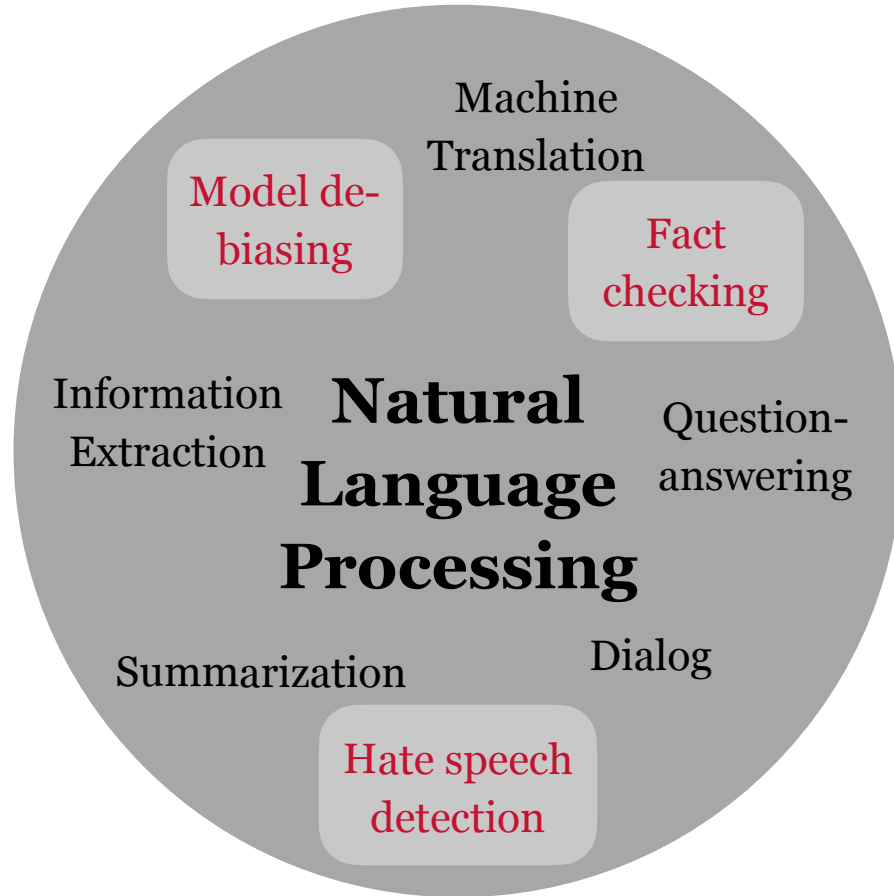 Machine
Translation
Model de-
biasing
Fact
checking
Information
Extraction
Natural
Language
Processing
Question-
answering
Summarization
Dialog
Hate speech
detection